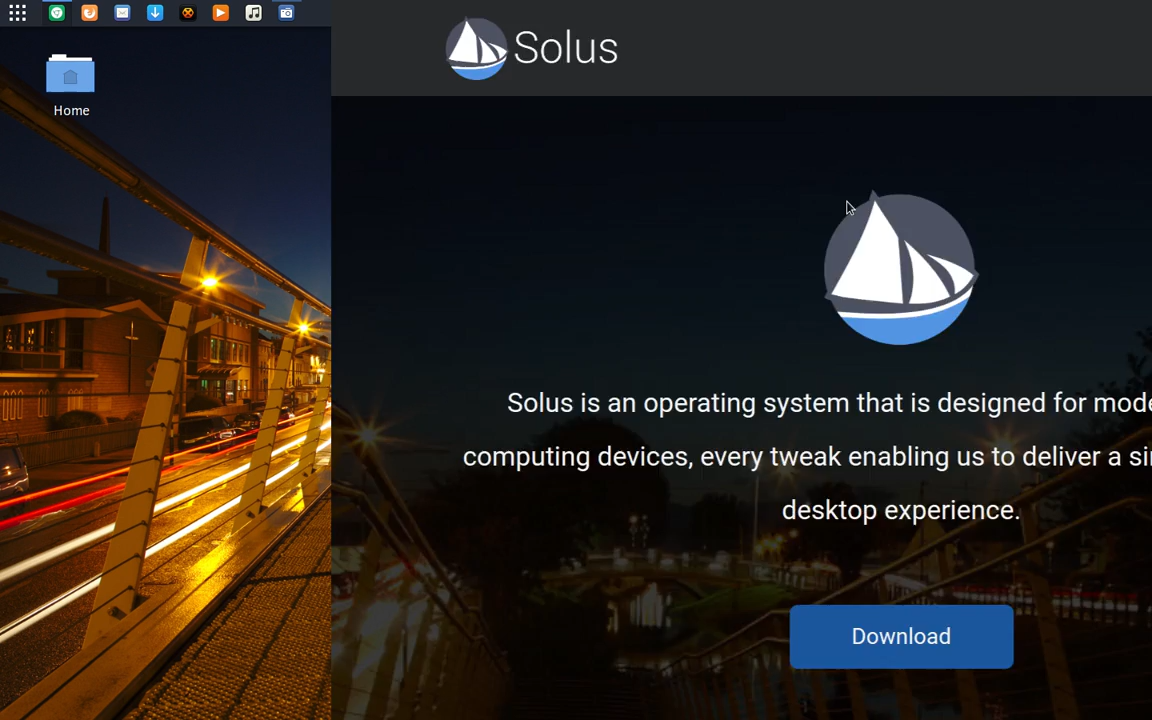 Home
Solus
Solus is an operating system that is designed for mode
computing devices, every tweak enabling us to deliver a si
desktop experience.
Download